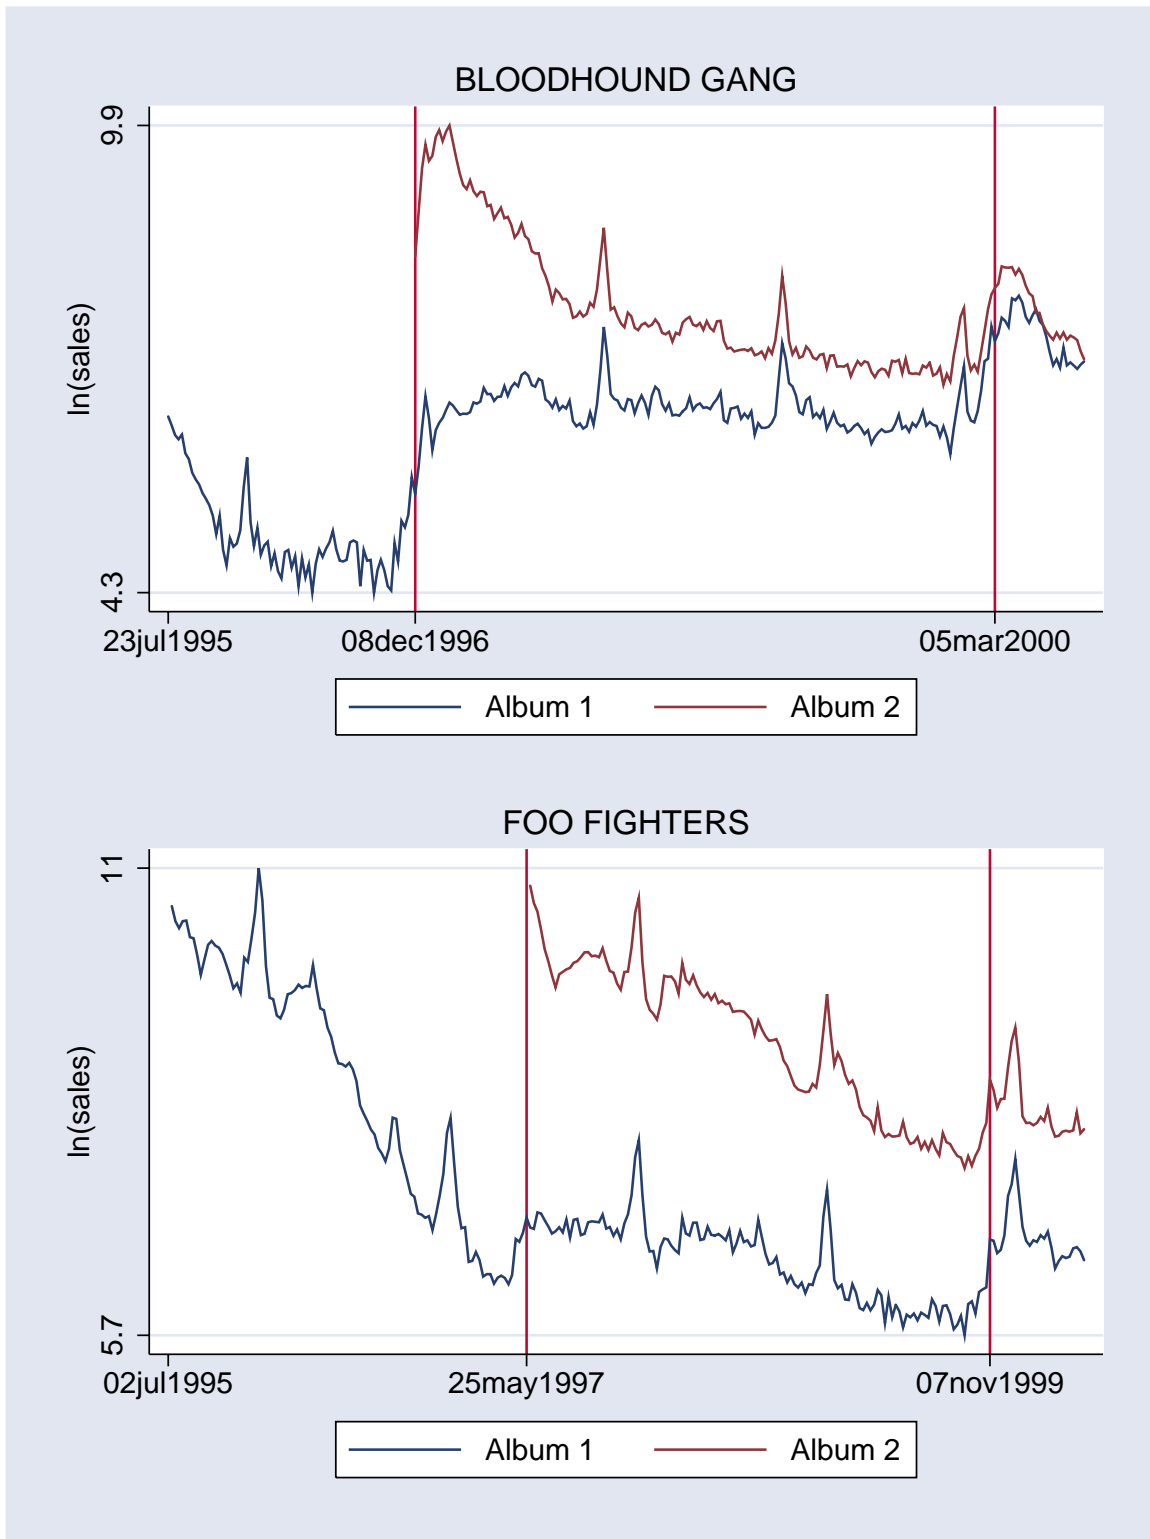 BLOODHOUND GANG
9.9
ln(sales)
4.3
23jul1995 08dec1996 05mar2000
Album 1 Album 2
FOO FIGHTERS
11
ln(sales)
5.7
02jul1995 25may1997 07nov1999
Album 1 Album 2